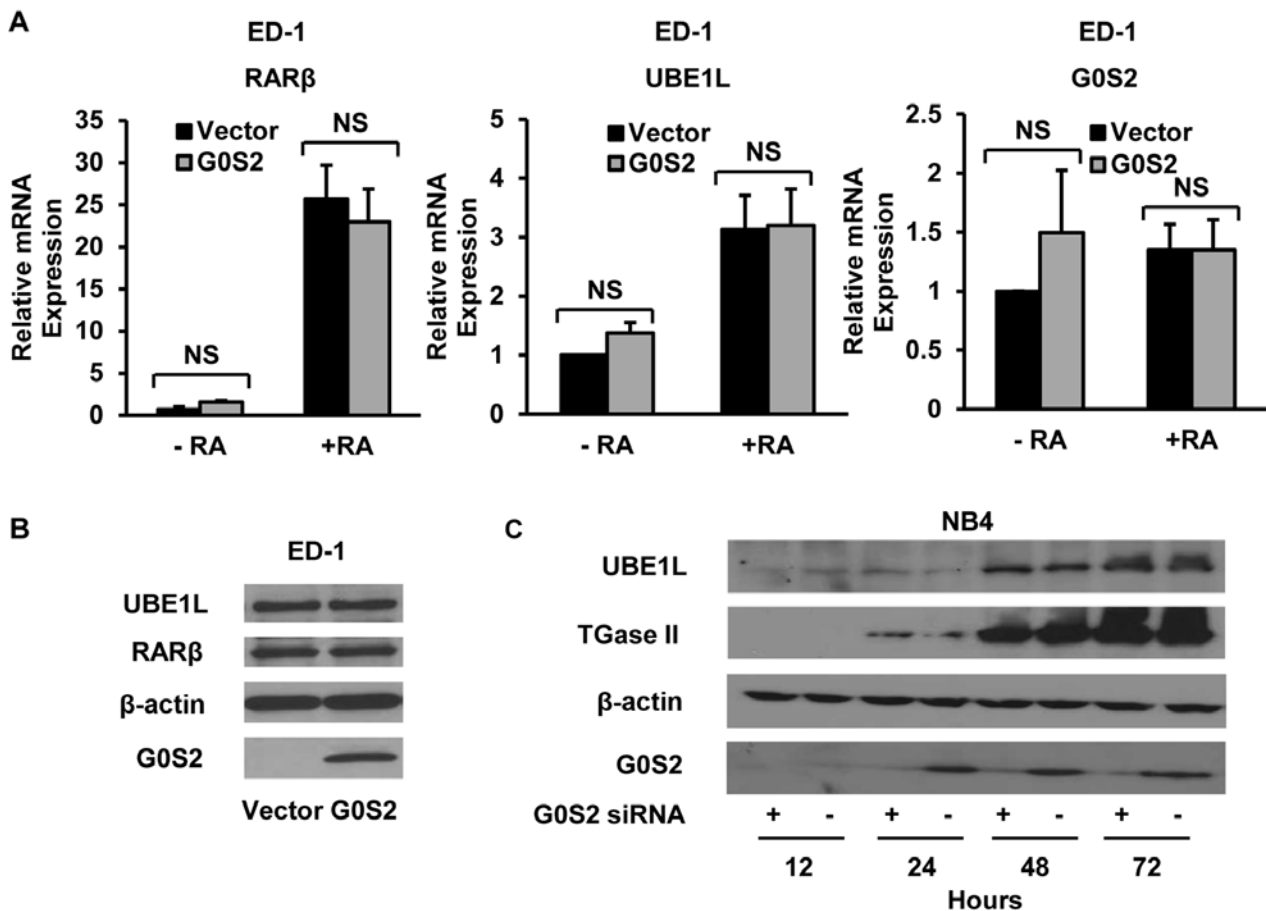 A
ED-1
RARβ
Vector
G0S2
NS
NS
Relative mRNA
Expression
35
30
25
20
15
10
5
0
- RA
+RA
ED-1
UBE1L
Vector
G0S2
NS
NS
Relative mRNA
Expression
5
4
3
2
1
0
- RA
+RA
ED-1
G0S2
Vector
G0S2
NS
NS
Relative mRNA
Expression
2.5
2
1.5
1
0.5
0
- RA
+RA
B
ED-1
UBE1L
RARβ
β-actin
G0S2
Vector G0S2
C
NB4
UBE1L
TGase II
β-actin
G0S2
G0S2 siRNA + - + - + - + -
12 24 48 72
Hours